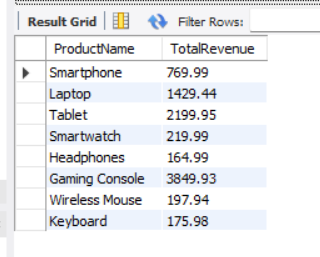 Result Grid Filter Rows:
ProductName TotalRevenue
Smartphone 769.99
Laptop 1429.44
Tablet 2199.95
Smartwatch 219.99
Headphones 164.99
Gaming Console 3849.93
Wireless Mouse 197.94
Keyboard 175.98